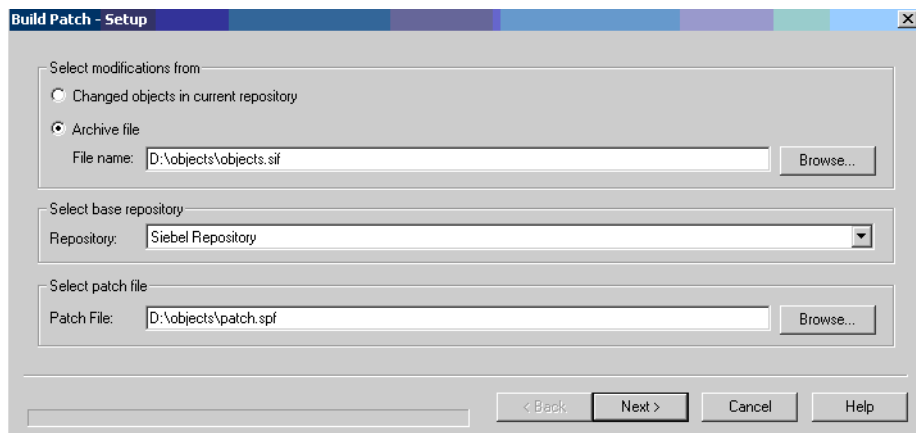 Build Patch - Setup
Select modifications from
Changed objects in current repository
Archive file
File name: D:\objects\objects.sif Browse...
Select base repository
Repository: Siebel Repository
Select patch file
Patch File: D:\objects\patch.spf Browse...
< Back Next > Cancel Help